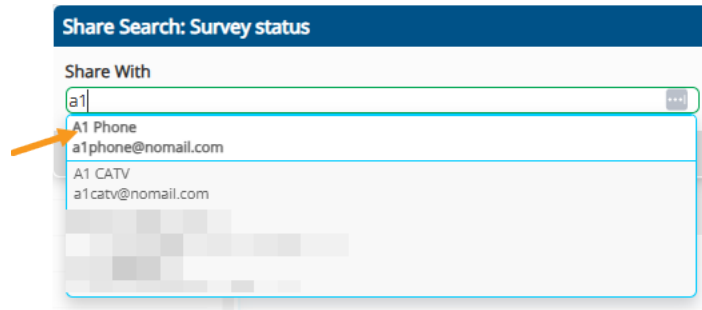 Share Search: Survey status
Share With
a1
A1 Phone
a1phone@nomail.com
A1 CATV
a1catv@nomail.com